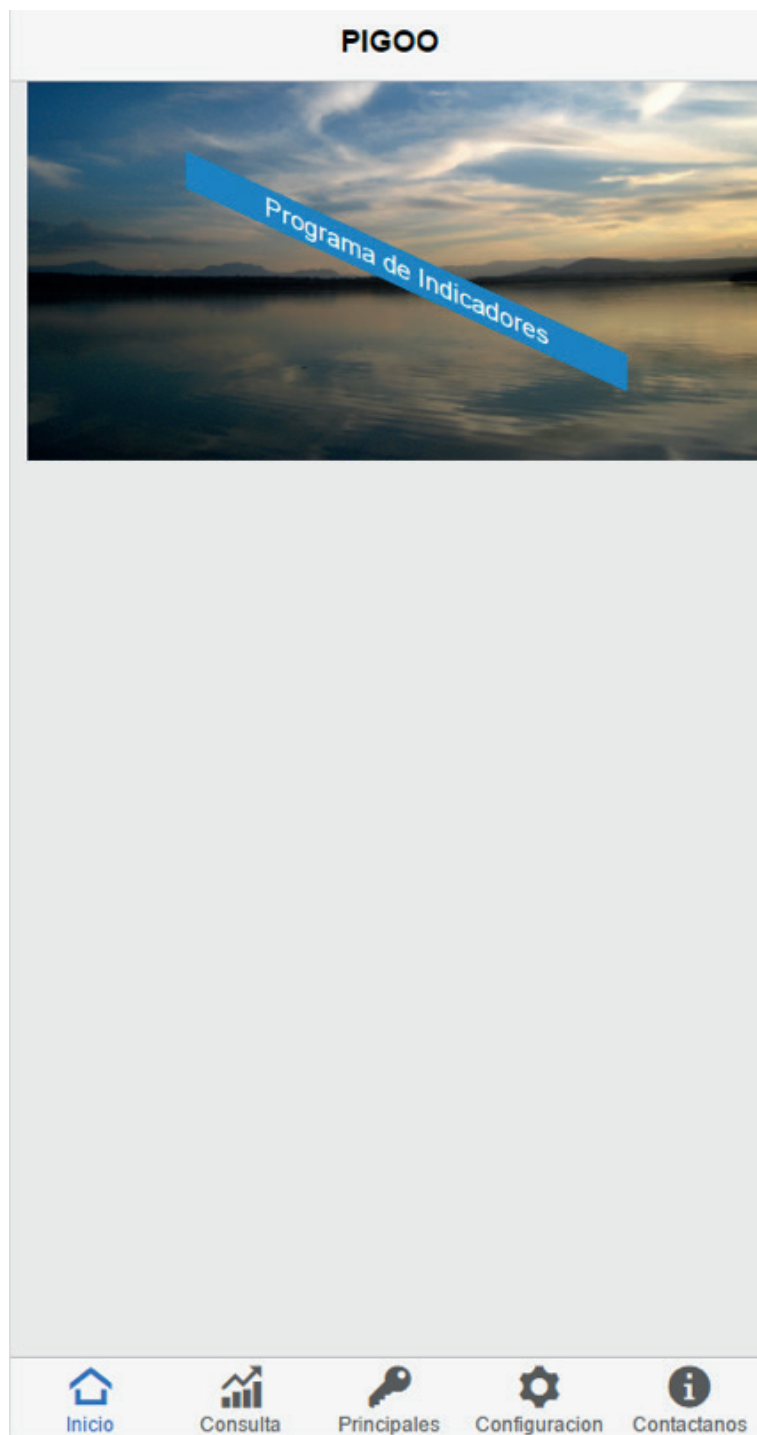 PIGOO
Programa de Indicadores
Inicio
Consulta
Principales
Configuracion
Contactanos